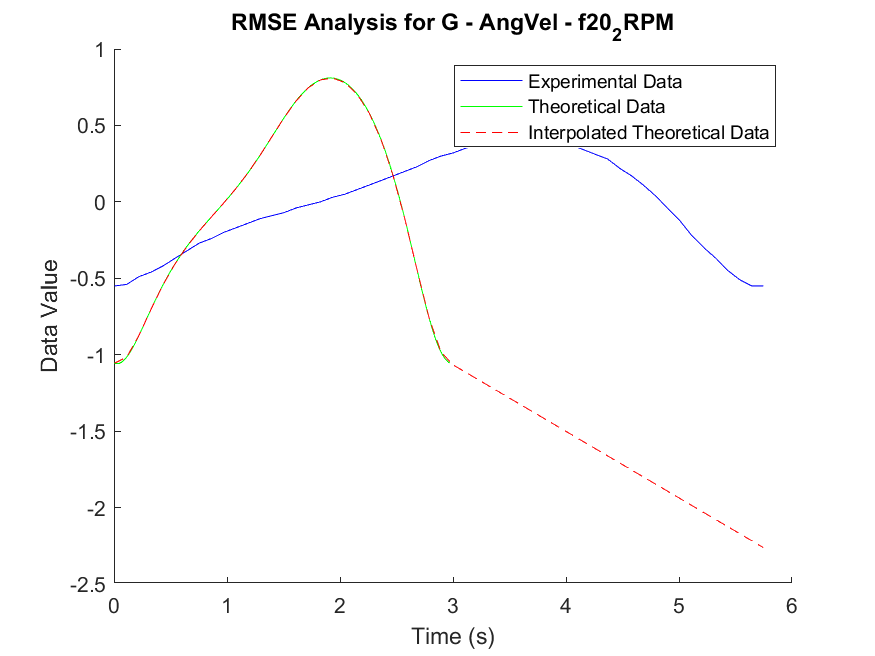 RMSE Analysis for G - AngVel - f20₂RPM
Experimental Data
Theoretical Data
Interpolated Theoretical Data
1
0.5
0
-0.5
-1
-1.5
-2
-2.5
Data Value
0 1 2 3 4 5 6
Time (s)